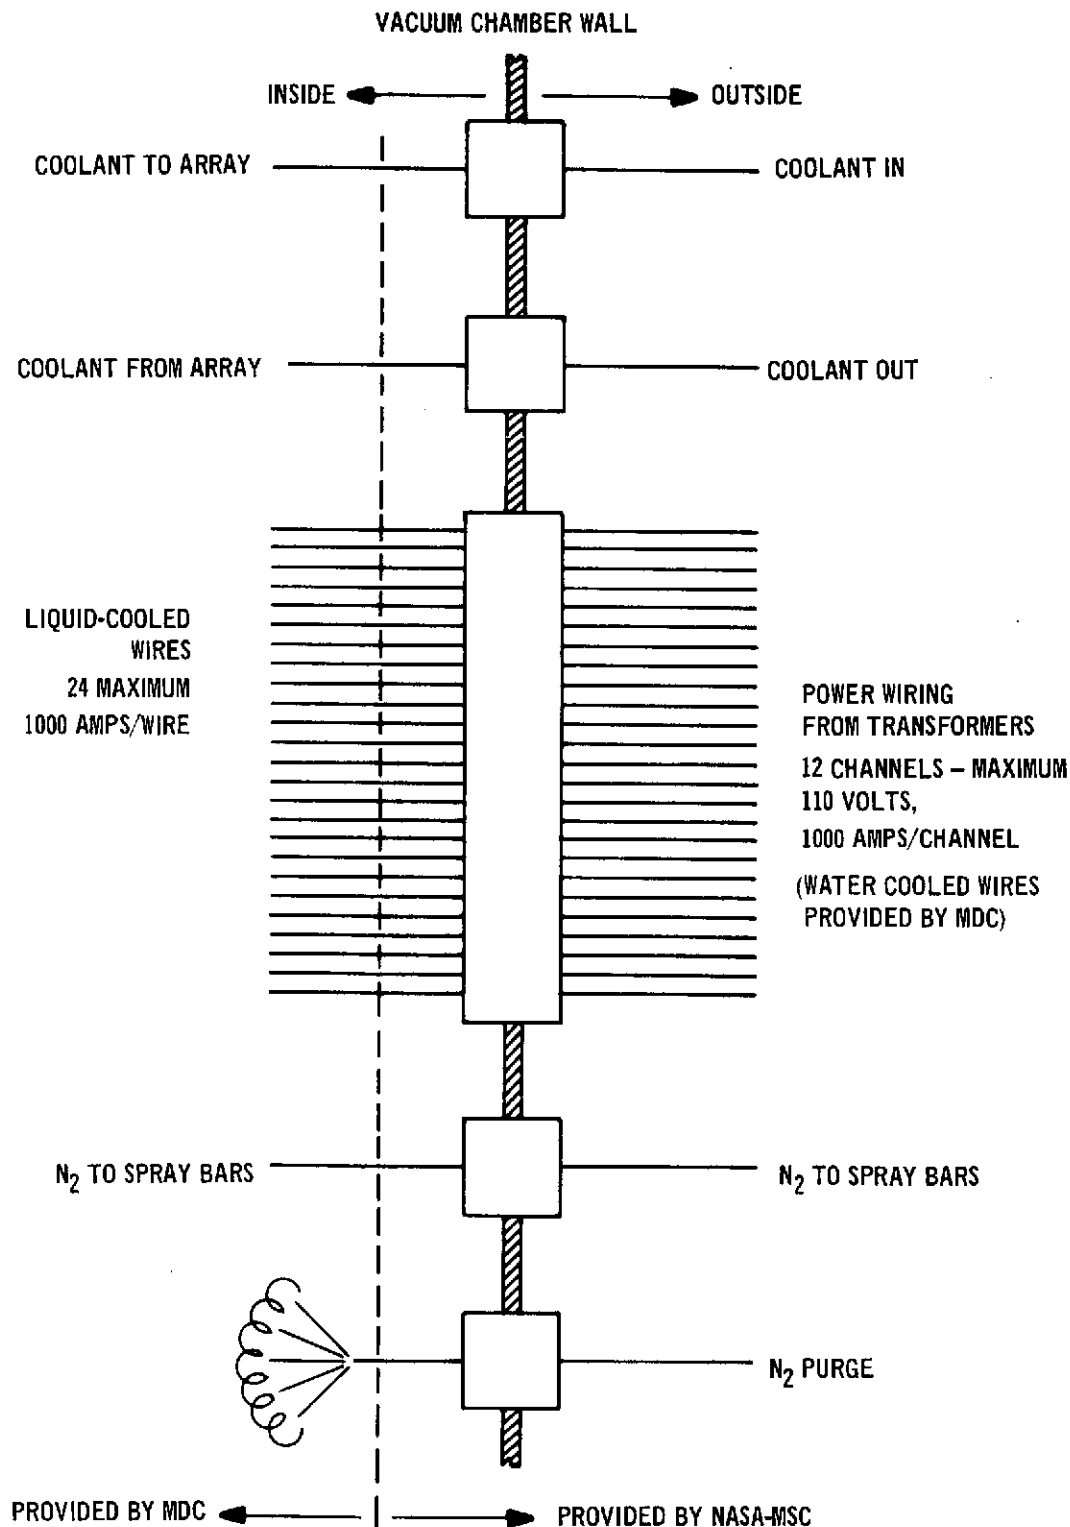 VACUUM CHAMBER WALL
INSIDE
OUTSIDE
COOLANT TO ARRAY
COOLANT IN
COOLANT FROM ARRAY
COOLANT OUT
LIQUID-COOLED
WIRES
24 MAXIMUM
1000 AMPS/WIRE
POWER WIRING
FROM TRANSFORMERS
12 CHANNELS – MAXIMUM
110 VOLTS,
1000 AMPS/CHANNEL
(WATER COOLED WIRES
PROVIDED BY MDC)
N₂ TO SPRAY BARS
N₂ TO SPRAY BARS
N₂ PURGE
PROVIDED BY MDC
PROVIDED BY NASA-MSC